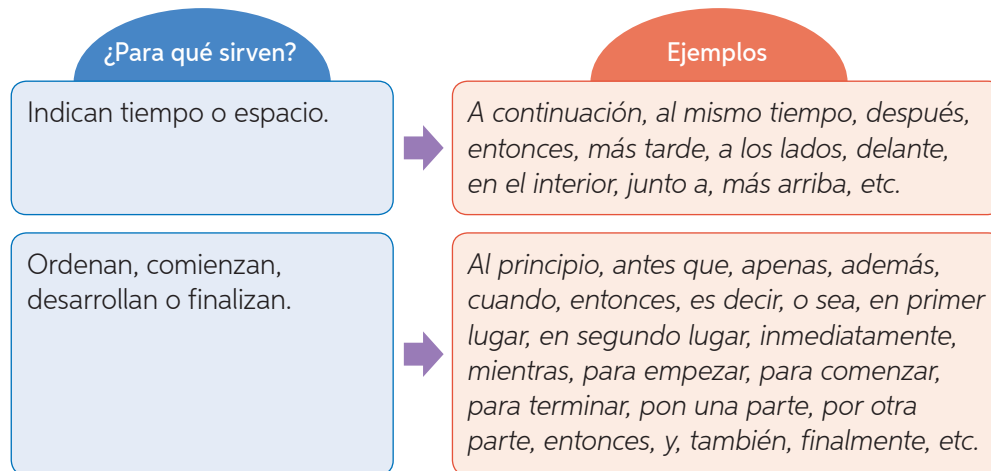 ¿Para qué sirven?
Ejemplos
Indican tiempo o espacio.
A continuación, al mismo tiempo, después,
entonces, más tarde, a los lados, delante,
en el interior, junto a, más arriba, etc.
Ordenan, comienzan,
desarrollan o finalizan.
Al principio, antes que, apenas, además,
cuando, entonces, es decir, o sea, en primer
lugar, en segundo lugar, inmediatamente,
mientras, para empezar, para comenzar,
para terminar, pon una parte, por otra
parte, entonces, y, también, finalmente, etc.